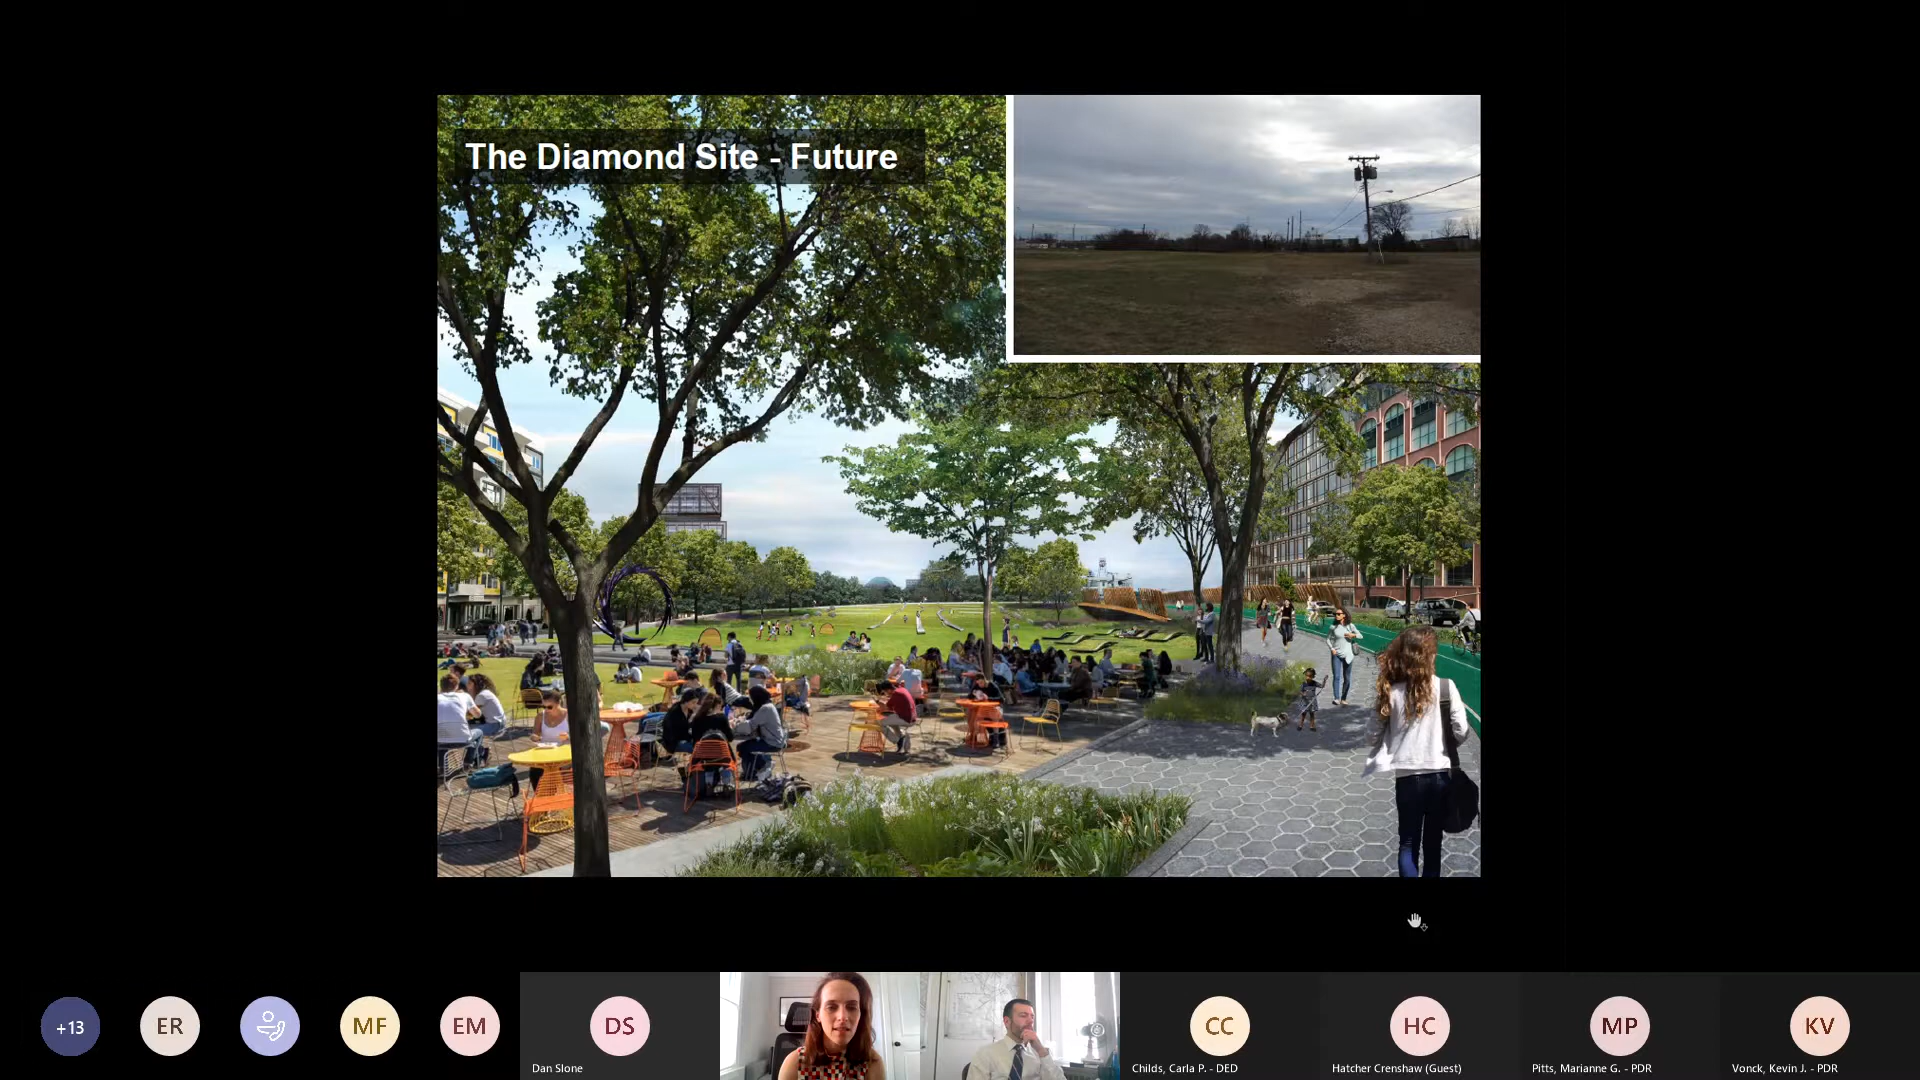 The Diamond Site - Future
+13
ER
MF
EM
DS
Dan Slone
CC
Childs, Carla P. - DED
HC
Hatcher Crenshaw (Guest)
MP
Pitts, Marianne G. - PDR
KV
Vonck, Kevin J. - PDR